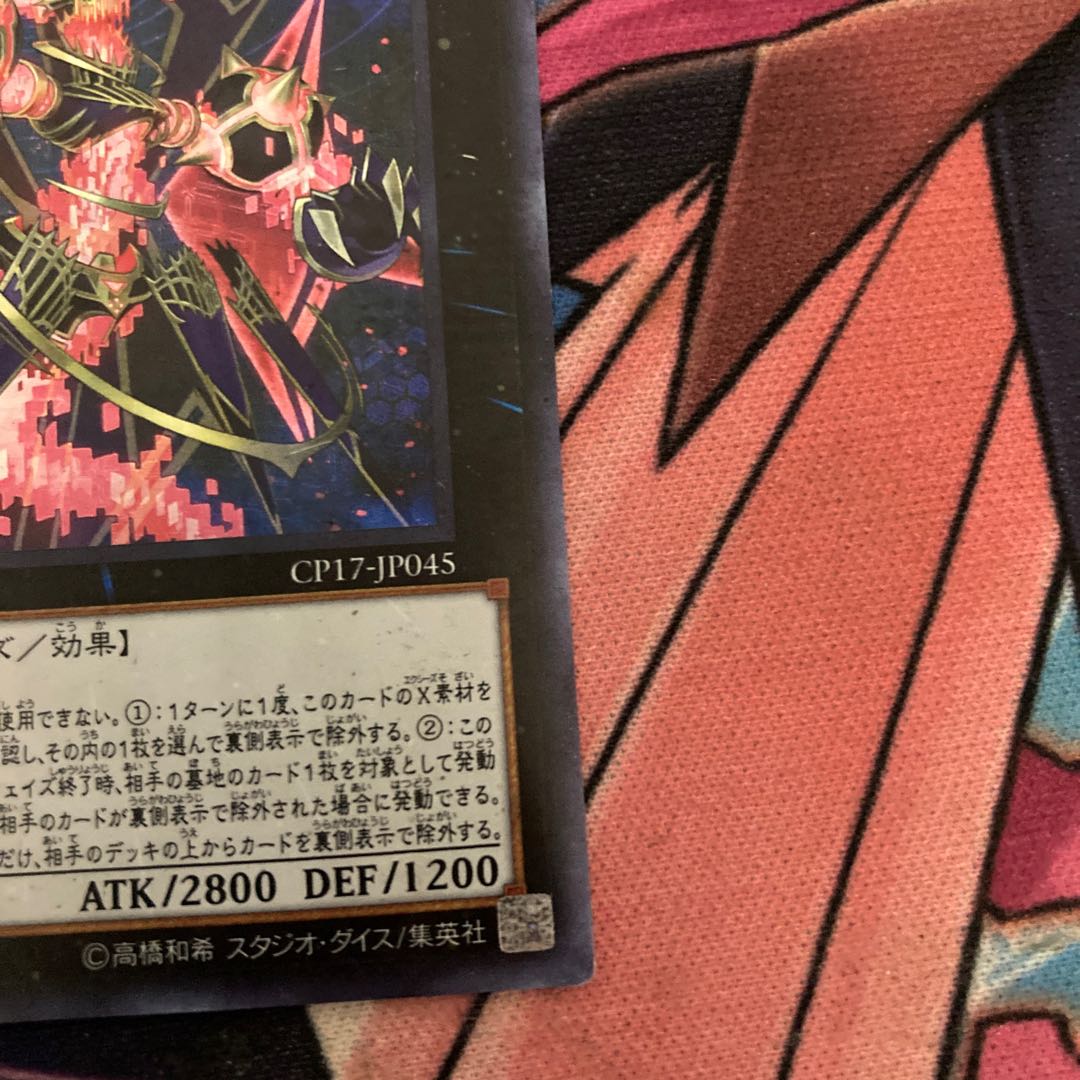 CP17-JP045
ズ／効果】
使用できない。①：1ターンに1度、このカードのX素材を
認し、その内の1枚を選んで裏側表示で除外する。②：この
ェイズ終了時、相手の墓地のカード1枚を対象として発動
相手のカードが裏側表示で除外された場合に発動できる。
だけ、相手のデッキの上からカードを裏側表示で除外する。
ATK/2800 DEF/1200
©高橋和希 スタジオ・ダイス/集英社